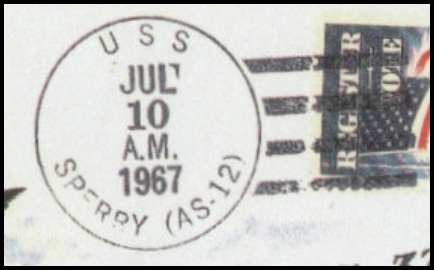 USS
JUL
10
A.M.
1967
SPERRY (AS-12)
REGISTER
VOTE